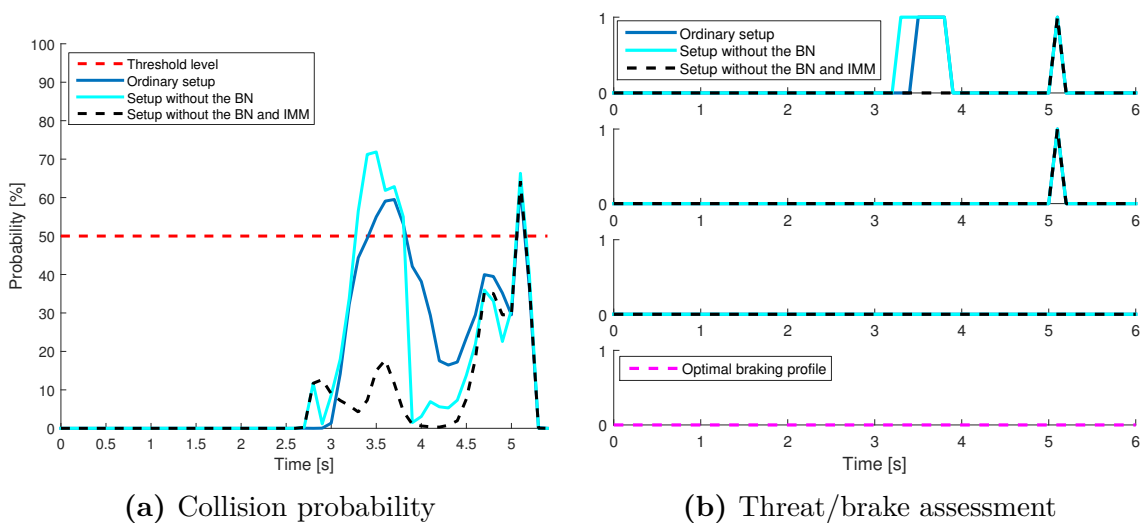 100
90
80
70
60
50
40
30
20
10
0
Probability [%]
Threshold level
Ordinary setup
Setup without the BN
Setup without the BN and IMM
0 0.5 1 1.5 2 2.5 3 3.5 4 4.5 5
Time [s]
(a) Collision probability
1
Ordinary setup
Setup without the BN
Setup without the BN and IMM
0
0 1 2 3 4 5 6
1
0
0 1 2 3 4 5 6
1
0
0 1 2 3 4 5 6
1
Optimal braking profile
0
0 1 2 3 4 5 6
Time [s]
(b) Threat/brake assessment